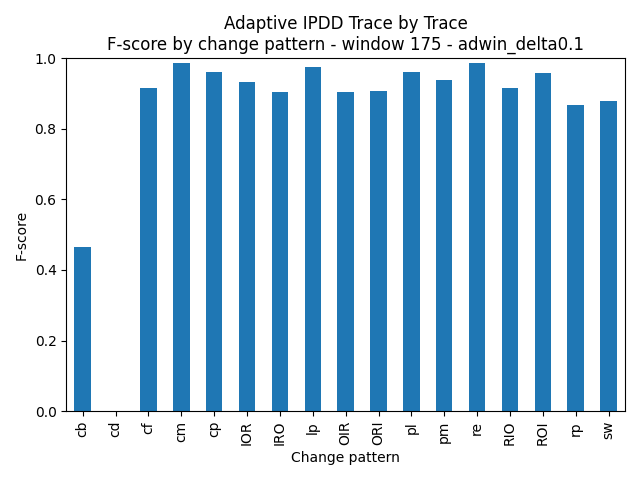 Adaptive IPDD Trace by Trace
F-score by change pattern - window 175 - adwin_delta0.1
F-score
1.0
0.8
0.6
0.4
0.2
0.0
cb
cd
cf
cm
cp
IOR
IRO
lp
OIR
ORI
pl
pm
re
RIO
ROI
rp
sw
Change pattern